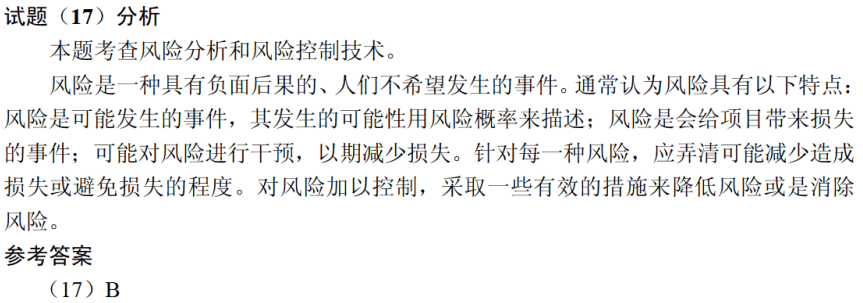 试题（17）分析
本题考查风险分析和风险控制技术。
风险是一种具有负面后果的、人们不希望发生的事件。通常认为风险具有以下特点：
风险是可能发生的事件，其发生的可能性用风险概率来描述；风险是会给项目带来损失
的事件；可能对风险进行干预，以期减少损失。针对每一种风险，应弄清可能减少造成
损失或避免损失的程度。对风险加以控制，采取一些有效的措施来降低风险或是消除
风险。
参考答案
（17）B